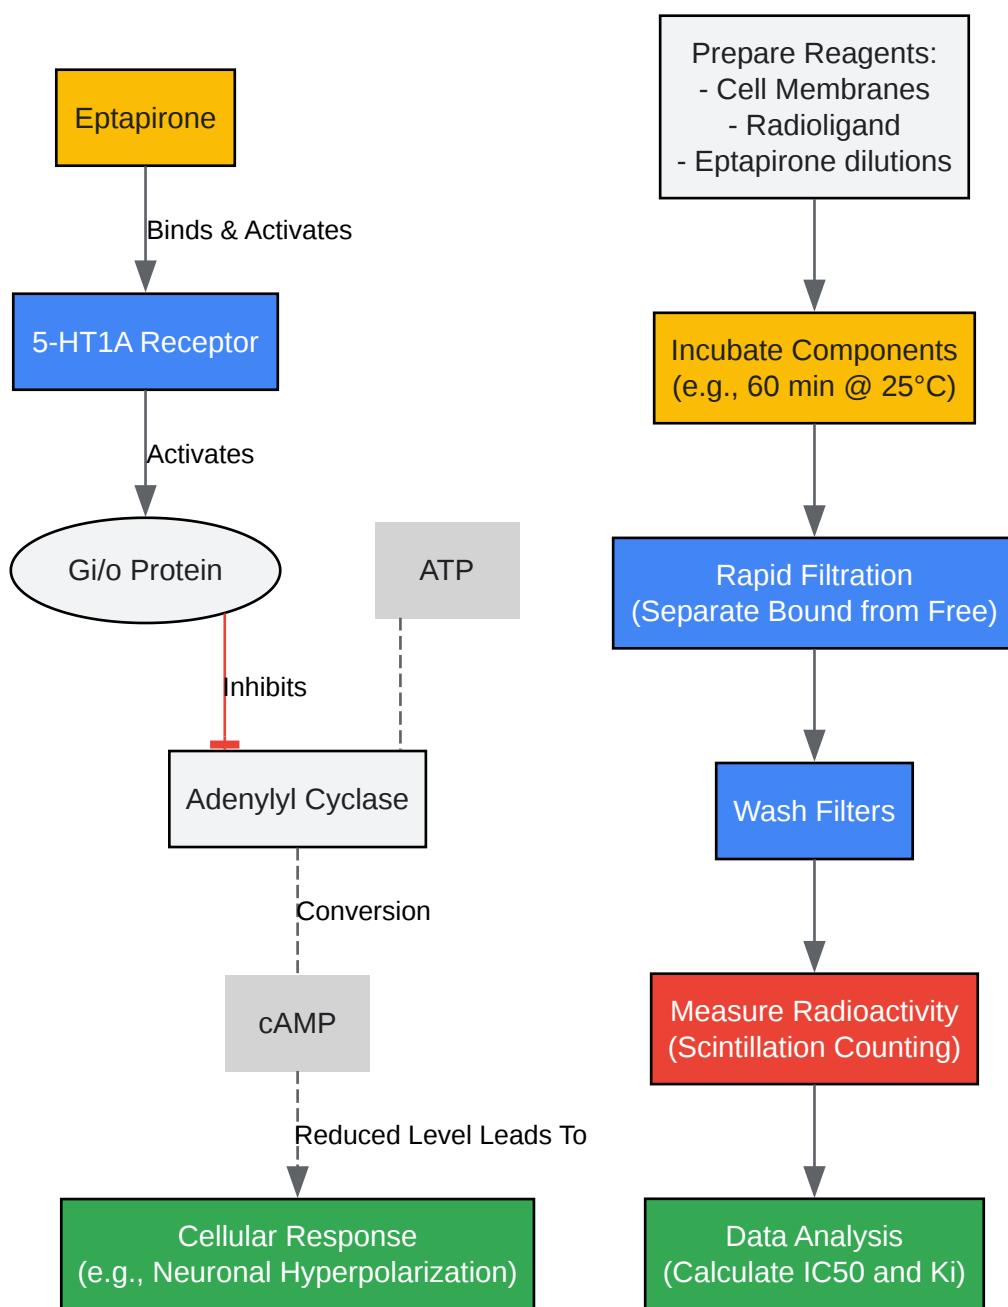 Eptapirone
Binds & Activates
5-HT1A Receptor
Activates
Gi/o Protein
ATP
Inhibits
Adenylyl Cyclase
Conversion
cAMP
Reduced Level Leads To
Cellular Response
(e.g., Neuronal Hyperpolarization)
Prepare Reagents:
- Cell Membranes
- Radioligand
- Eptapirone dilutions
Incubate Components
(e.g., 60 min @ 25°C)
Rapid Filtration
(Separate Bound from Free)
Wash Filters
Measure Radioactivity
(Scintillation Counting)
Data Analysis
(Calculate IC50 and Ki)